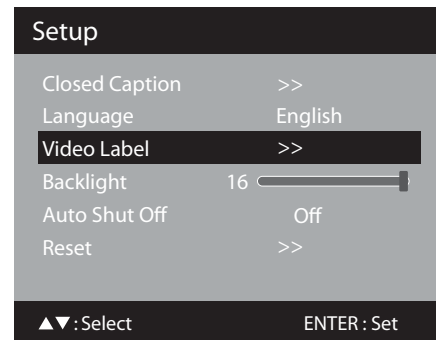 Setup
Closed Caption >>
Language English
Video Label >>
Backlight 16
Auto Shut Off Off
Reset >>
▲▼: Select ENTER : Set